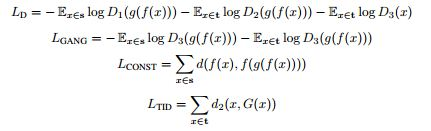 L_D = − 𝔼_{x∈s} log D_1(g(f(x))) − 𝔼_{x∈t} log D_2(g(f(x))) − 𝔼_{x∈t} log D_3(x)
L_GANG = − 𝔼_{x∈s} log D_3(g(f(x))) − 𝔼_{x∈t} log D_3(g(f(x)))
L_CONST = ∑_{x∈s} d(f(x), f(g(f(x))))
L_TID = ∑_{x∈t} d_2(x, G(x))